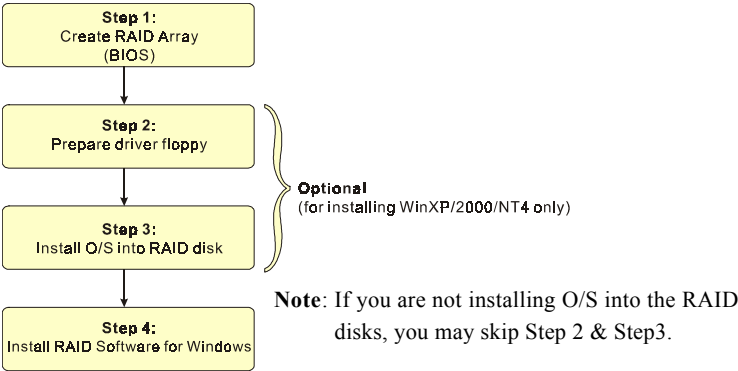 Step 1:
Create RAID Array
(BIOS)
Step 2:
Prepare driver floppy
Step 3:
Install O/S into RAID disk
Step 4:
Install RAID Software for Windows
Optional
(for installing WinXP/2000/NT4 only)
Note: If you are not installing O/S into the RAID
disks, you may skip Step 2 & Step3.